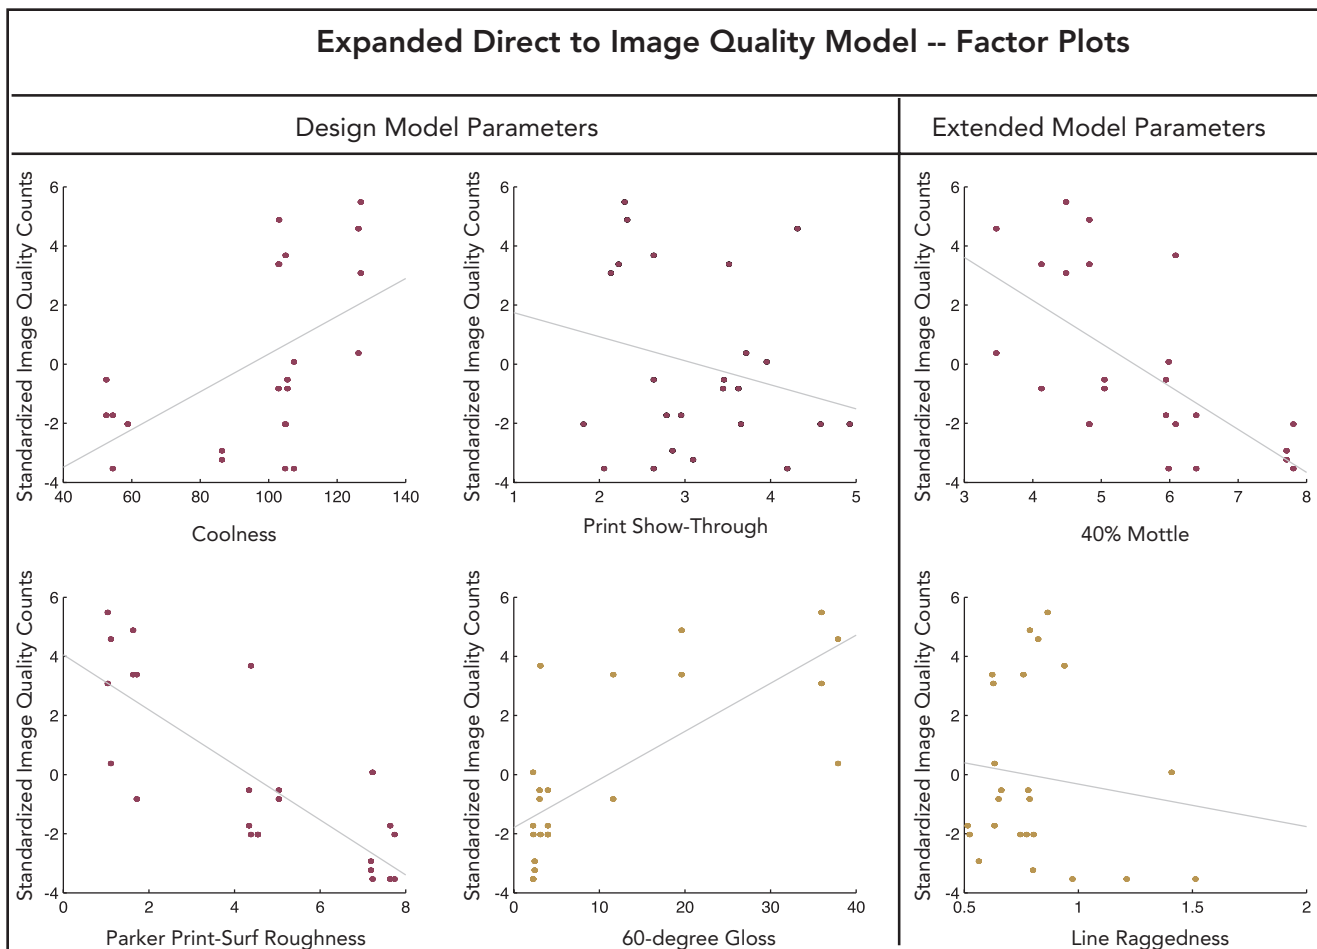 Expanded Direct to Image Quality Model -- Factor Plots
Design Model Parameters
Extended Model Parameters
Standardized Image Quality Counts
6
4
2
0
-2
-4
40 60 80 100 120 140
Coolness
Standardized Image Quality Counts
6
4
2
0
-2
-4
1 2 3 4 5
Print Show-Through
Standardized Image Quality Counts
6
4
2
0
-2
-4
3 4 5 6 7 8
40% Mottle
Standardized Image Quality Counts
6
4
2
0
-2
-4
0 2 4 6 8
Parker Print-Surf Roughness
Standardized Image Quality Counts
6
4
2
0
-2
-4
0 10 20 30 40
60-degree Gloss
Standardized Image Quality Counts
6
4
2
0
-2
-4
0.5 1 1.5 2
Line Raggedness